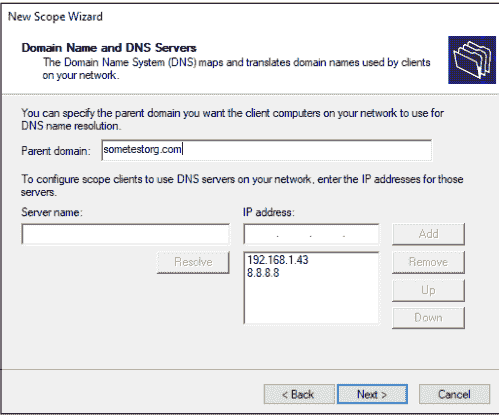 New Scope Wizard
Domain Name and DNS Servers
The Domain Name System (DNS) maps and translates domain names used by clients
on your network.
You can specify the parent domain you want the client computers on your network to use for
DNS name resolution.
Parent domain: sometestorg.com
To configure scope clients to use DNS servers on your network, enter the IP addresses for those
servers.
Server name: IP address:
. . . Add
Resolve 192.168.1.43 Remove
8.8.8.8
Up
Down
< Back Next > Cancel